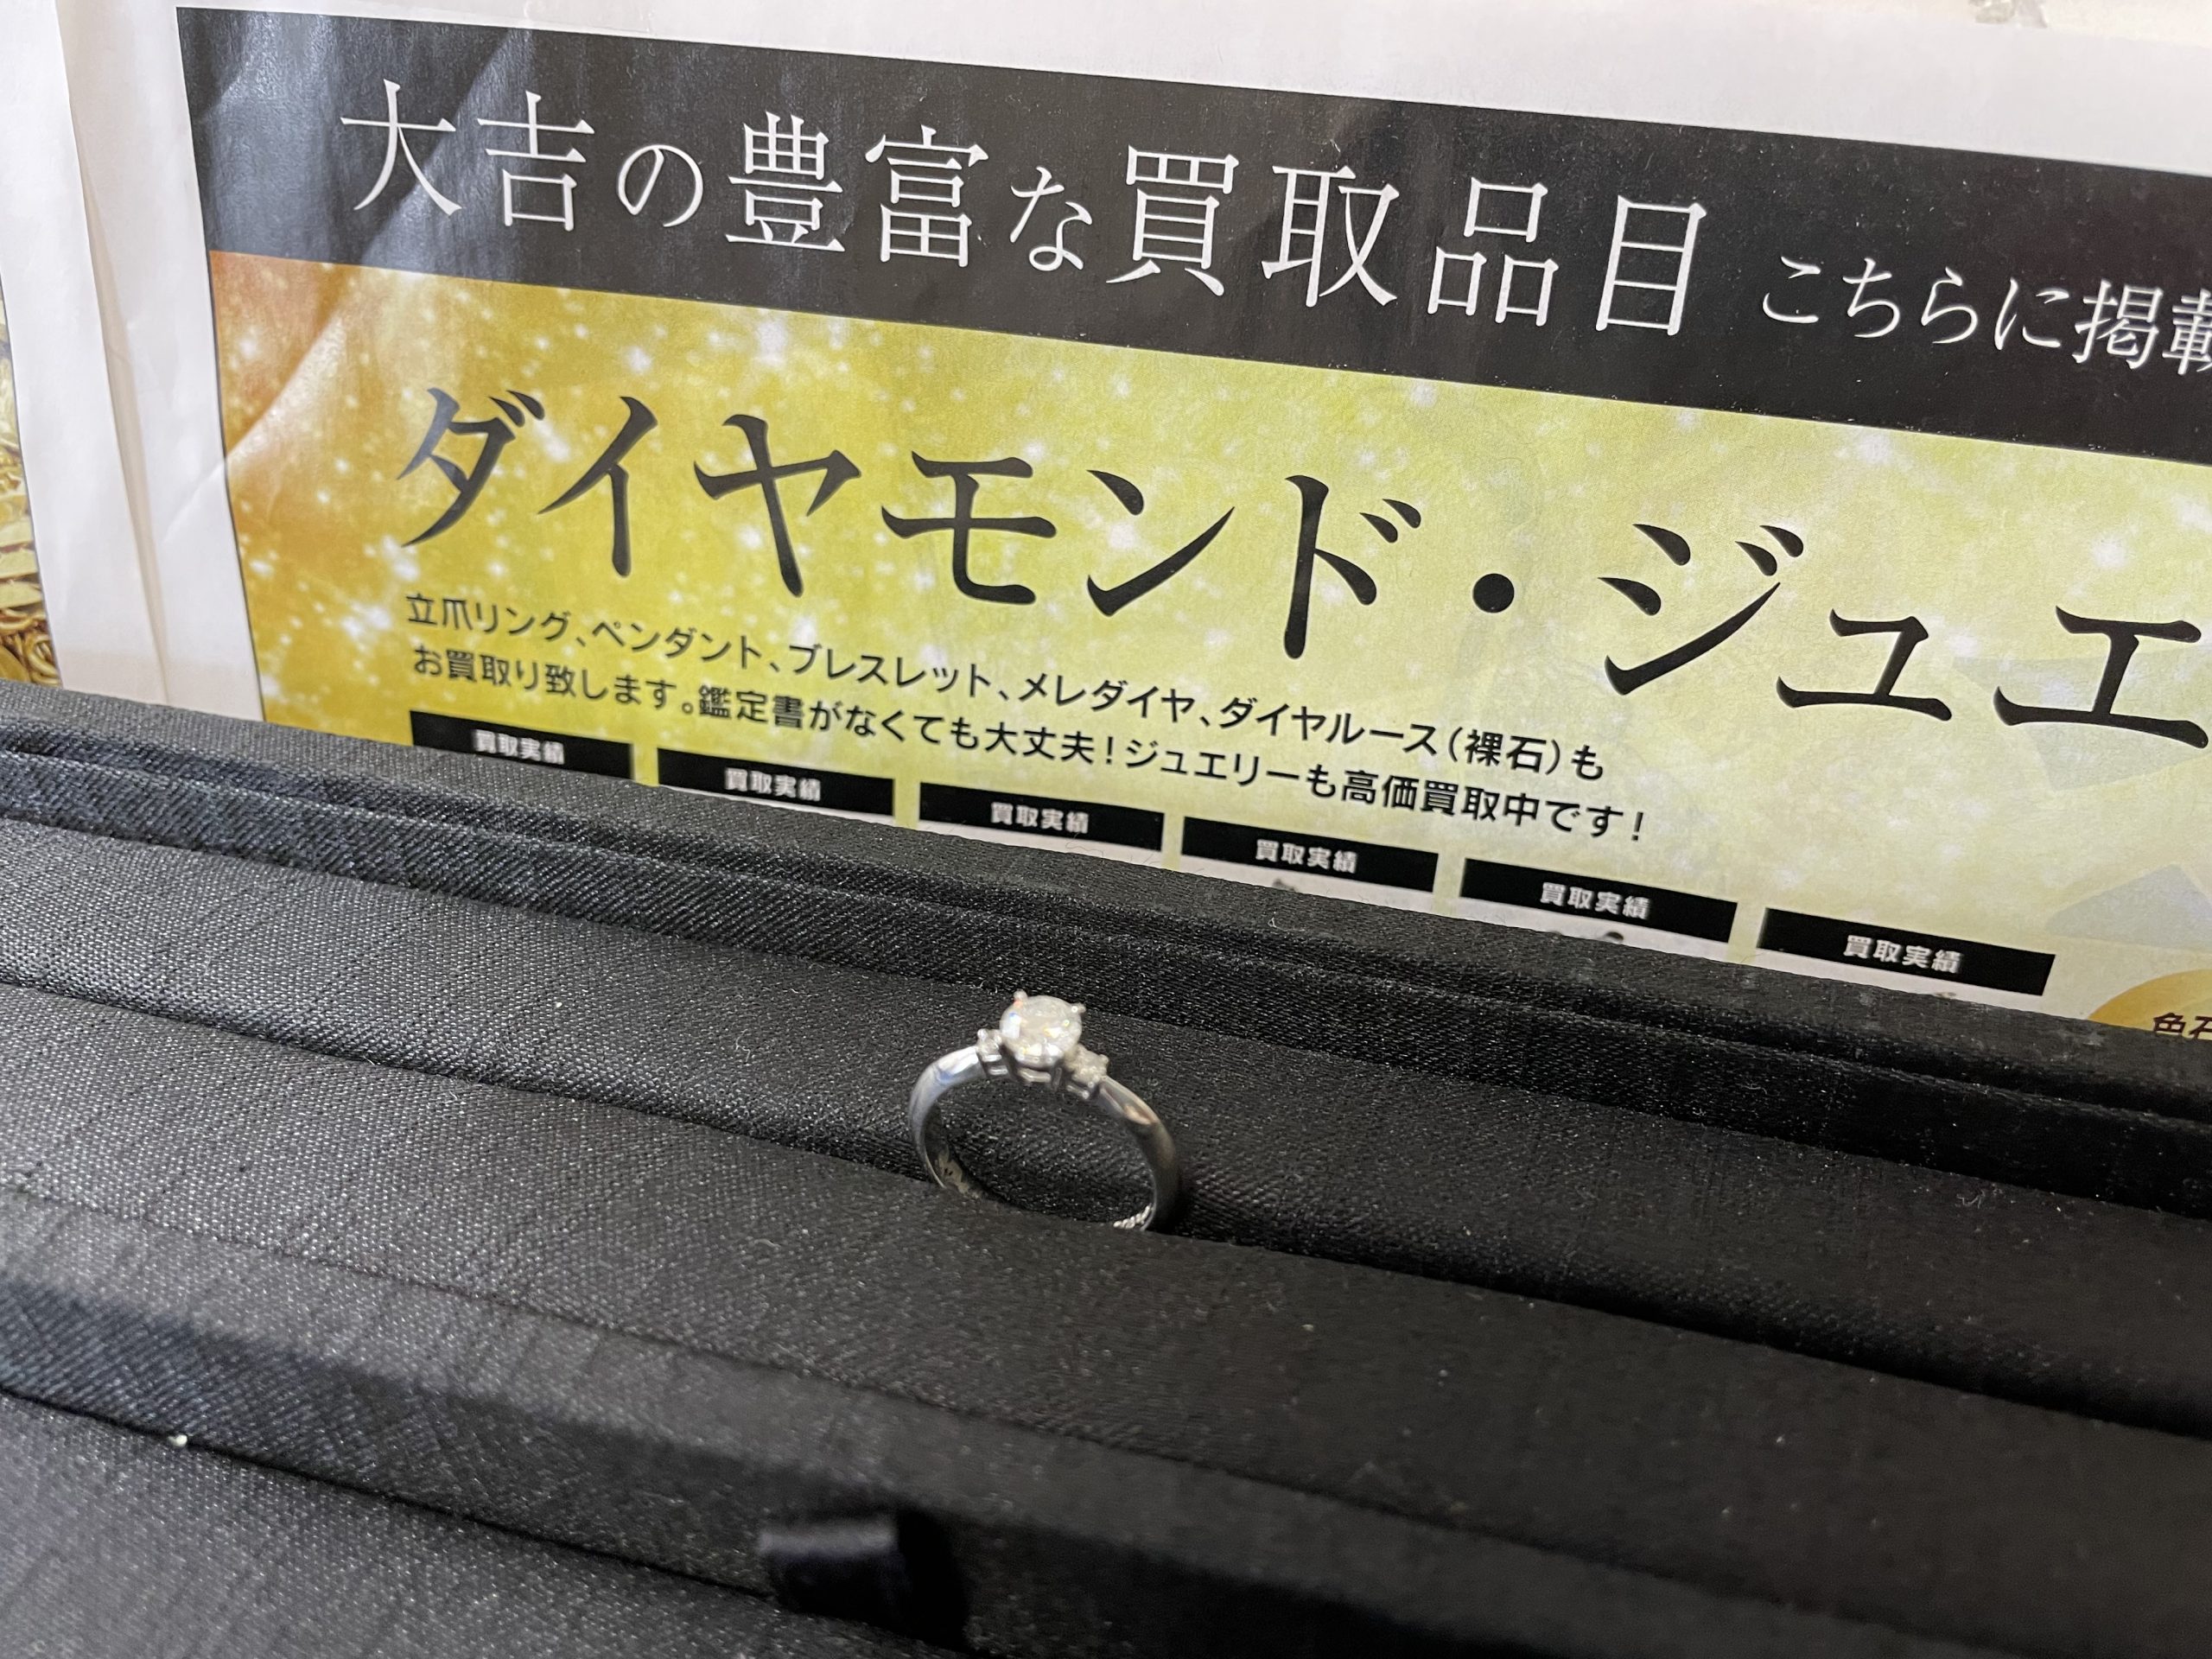 大吉の豊富な買取品目 こちらに掲載
ダイヤモンド・ジュエ
立爪リング、ペンダント、ブレスレット、メレダイヤ、ダイヤルース(裸石)も
お買取り致します。鑑定書がなくても大丈夫!ジュエリーも高価買取中です!
買取実績
買取実績
買取実績
買取実績
買取実績
買取実績
色石